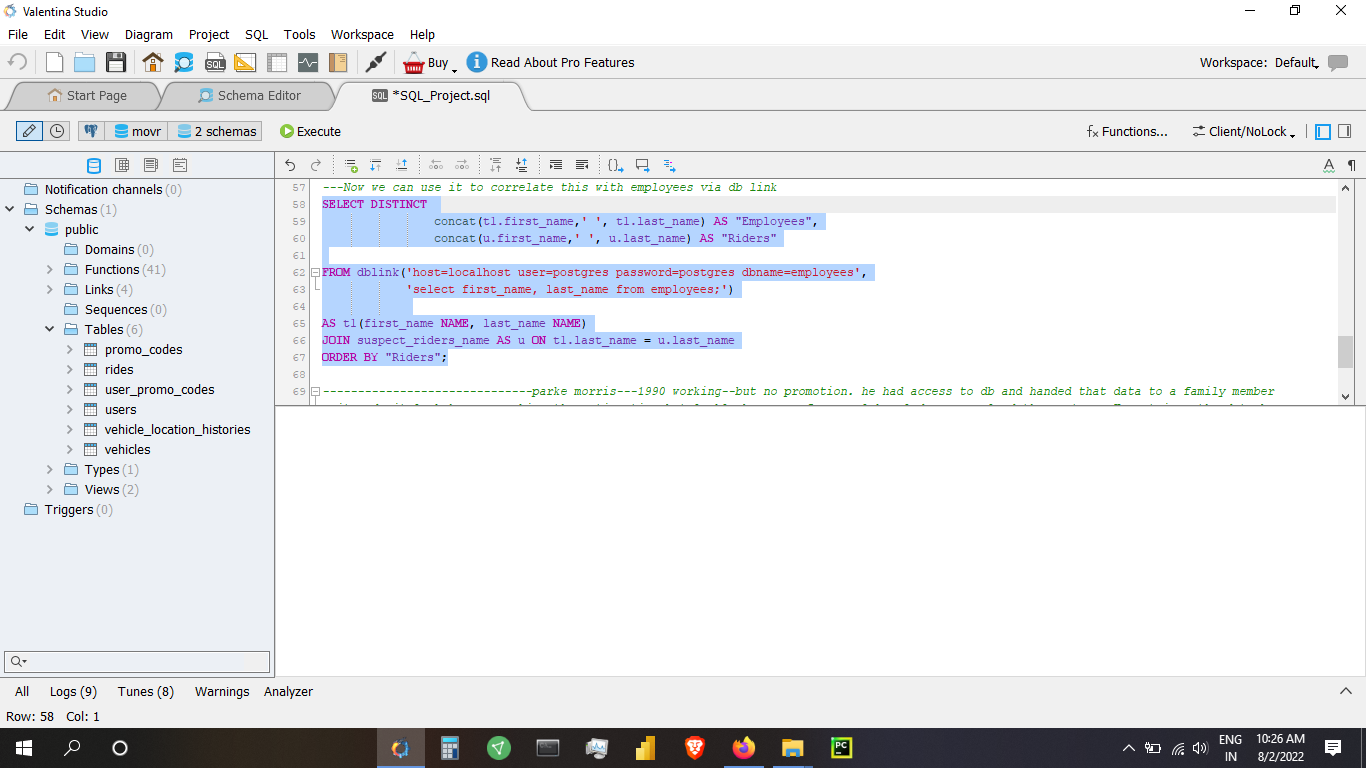 Valentina Studio
File Edit View Diagram Project SQL Tools Workspace Help
SQL Buy Read About Pro Features Workspace: Default
Start Page Schema Editor SQL *SQL_Project.sql
movr 2 schemas Execute fx Functions... Client/NoLock
Notification channels (0)
Schemas (1)
public
Domains (0)
Functions (41)
Links (4)
Sequences (0)
Tables (6)
promo_codes
rides
user_promo_codes
users
vehicle_location_histories
vehicles
Types (1)
Views (2)
Triggers (0)
57 ---Now we can use it to correlate this with employees via db link
58 SELECT DISTINCT
59 concat(t1.first_name,' ', t1.last_name) AS "Employees",
60 concat(u.first_name,' ', u.last_name) AS "Riders"
61
62 FROM dblink('host=localhost user=postgres password=postgres dbname=employees',
63 'select first_name, last_name from employees;')
64
65 AS t1(first_name NAME, last_name NAME)
66 JOIN suspect_riders_name AS u ON t1.last_name = u.last_name
67 ORDER BY "Riders";
68
69 ------------------------------parke morris---1990 working--but no promotion. he had access to db and handed that data to a family member
All Logs (9) Tunes (8) Warnings Analyzer
Row: 58 Col: 1
PC
ENG
IN
10:26 AM
8/2/2022